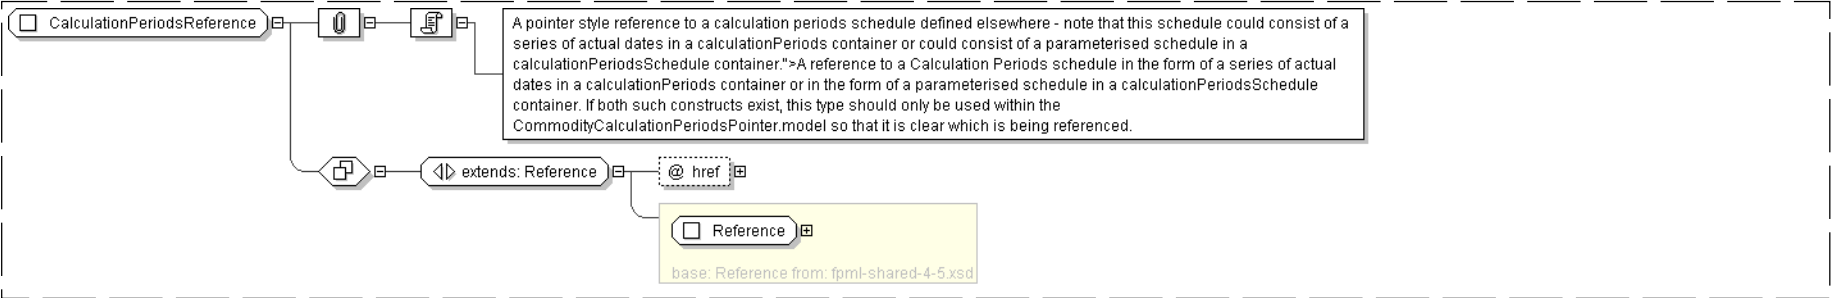 CalculationPeriodsReference
A pointer style reference to a calculation periods schedule defined elsewhere - note that this schedule could consist of a
series of actual dates in a calculationPeriods container or could consist of a parameterised schedule in a
calculationPeriodsSchedule container.">A reference to a Calculation Periods schedule in the form of a series of actual
dates in a calculationPeriods container or in the form of a parameterised schedule in a calculationPeriodsSchedule
container. If both such constructs exist, this type should only be used within the
CommodityCalculationPeriodsPointer.model so that it is clear which is being referenced.
extends: Reference
@ href
Reference
base: Reference from: fpml-shared-4-5.xsd